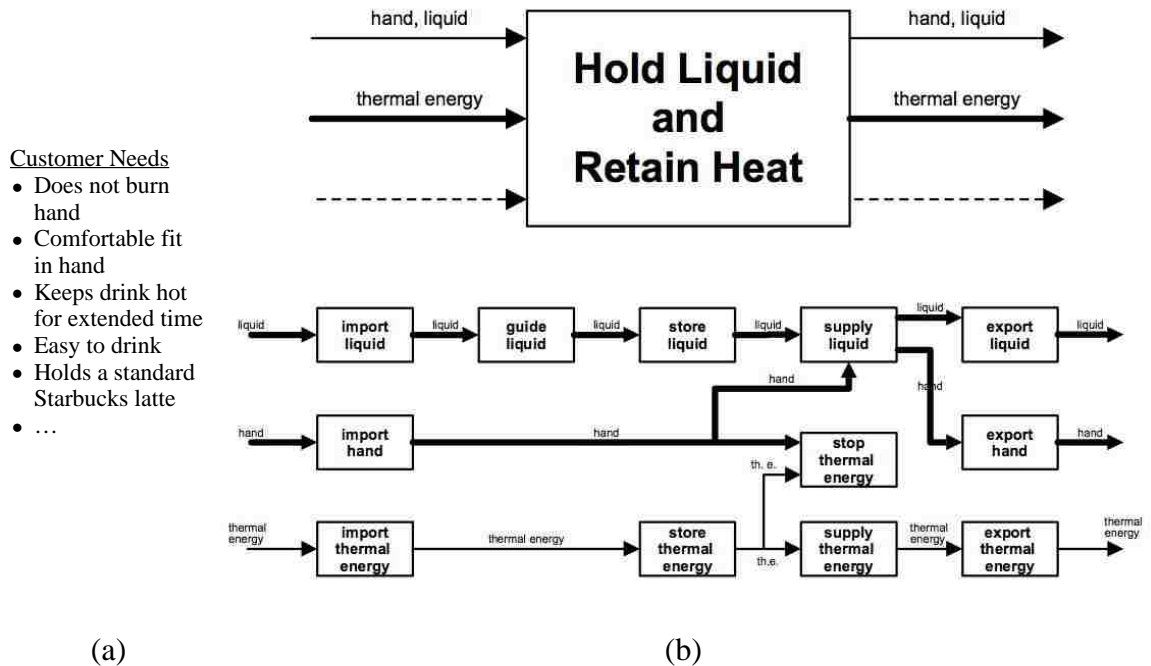 hand, liquid
hand, liquid
thermal energy
thermal energy
Hold Liquid
and
Retain Heat
Customer Needs
• Does not burn
hand
• Comfortable fit
in hand
• Keeps drink hot
for extended time
• Easy to drink
• Holds a standard
Starbucks latte
• …
liquid
import
liquid
liquid
guide
liquid
liquid
store
liquid
liquid
supply
liquid
liquid
export
liquid
liquid
hand
hand
import
hand
hand
hand
export
hand
hand
stop
thermal
energy
th. e.
thermal
energy
import
thermal
energy
thermal energy
store
thermal
energy
th.e.
supply
thermal
energy
thermal
energy
export
thermal
energy
thermal
energy
(a)
(b)